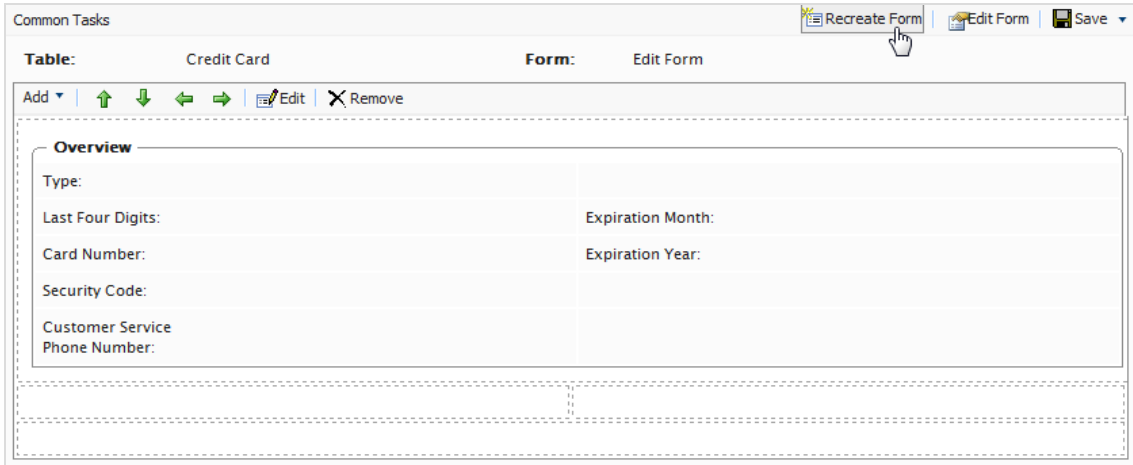 Common Tasks Recreate Form Edit Form Save
Table: Credit Card Form: Edit Form
Add Edit Remove
Overview
Type:
Last Four Digits: Expiration Month:
Card Number: Expiration Year:
Security Code:
Customer Service
Phone Number: